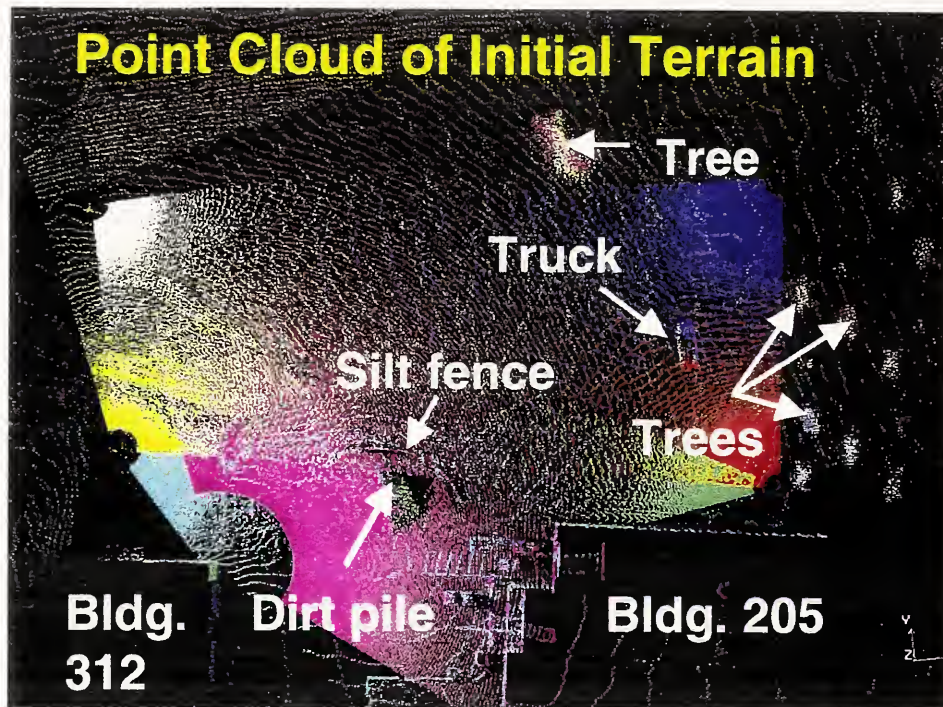 Point Cloud of Initial Terrain
Tree
Truck
Silt fence
Trees
Bldg. 312
Dirt pile
Bldg. 205
Y
Z